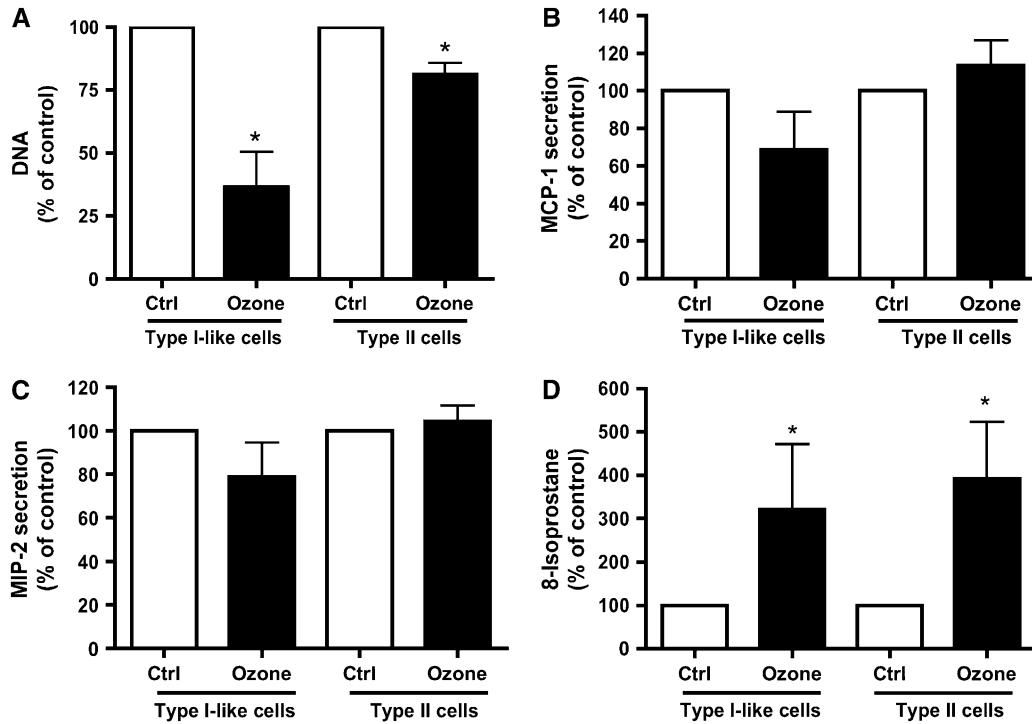 A
DNA
(% of control)
100
75
50
25
0
*
*
Ctrl Ozone Ctrl Ozone
Type I-like cells Type II cells
B
MCP-1 secretion
(% of control)
140
120
100
80
60
40
20
0
Ctrl Ozone Ctrl Ozone
Type I-like cells Type II cells
C
MIP-2 secretion
(% of control)
120
100
80
60
40
20
0
Ctrl Ozone Ctrl Ozone
Type I-like cells Type II cells
D
8-Isoprostane
(% of control)
600
500
400
300
200
100
0
*
*
Ctrl Ozone Ctrl Ozone
Type I-like cells Type II cells